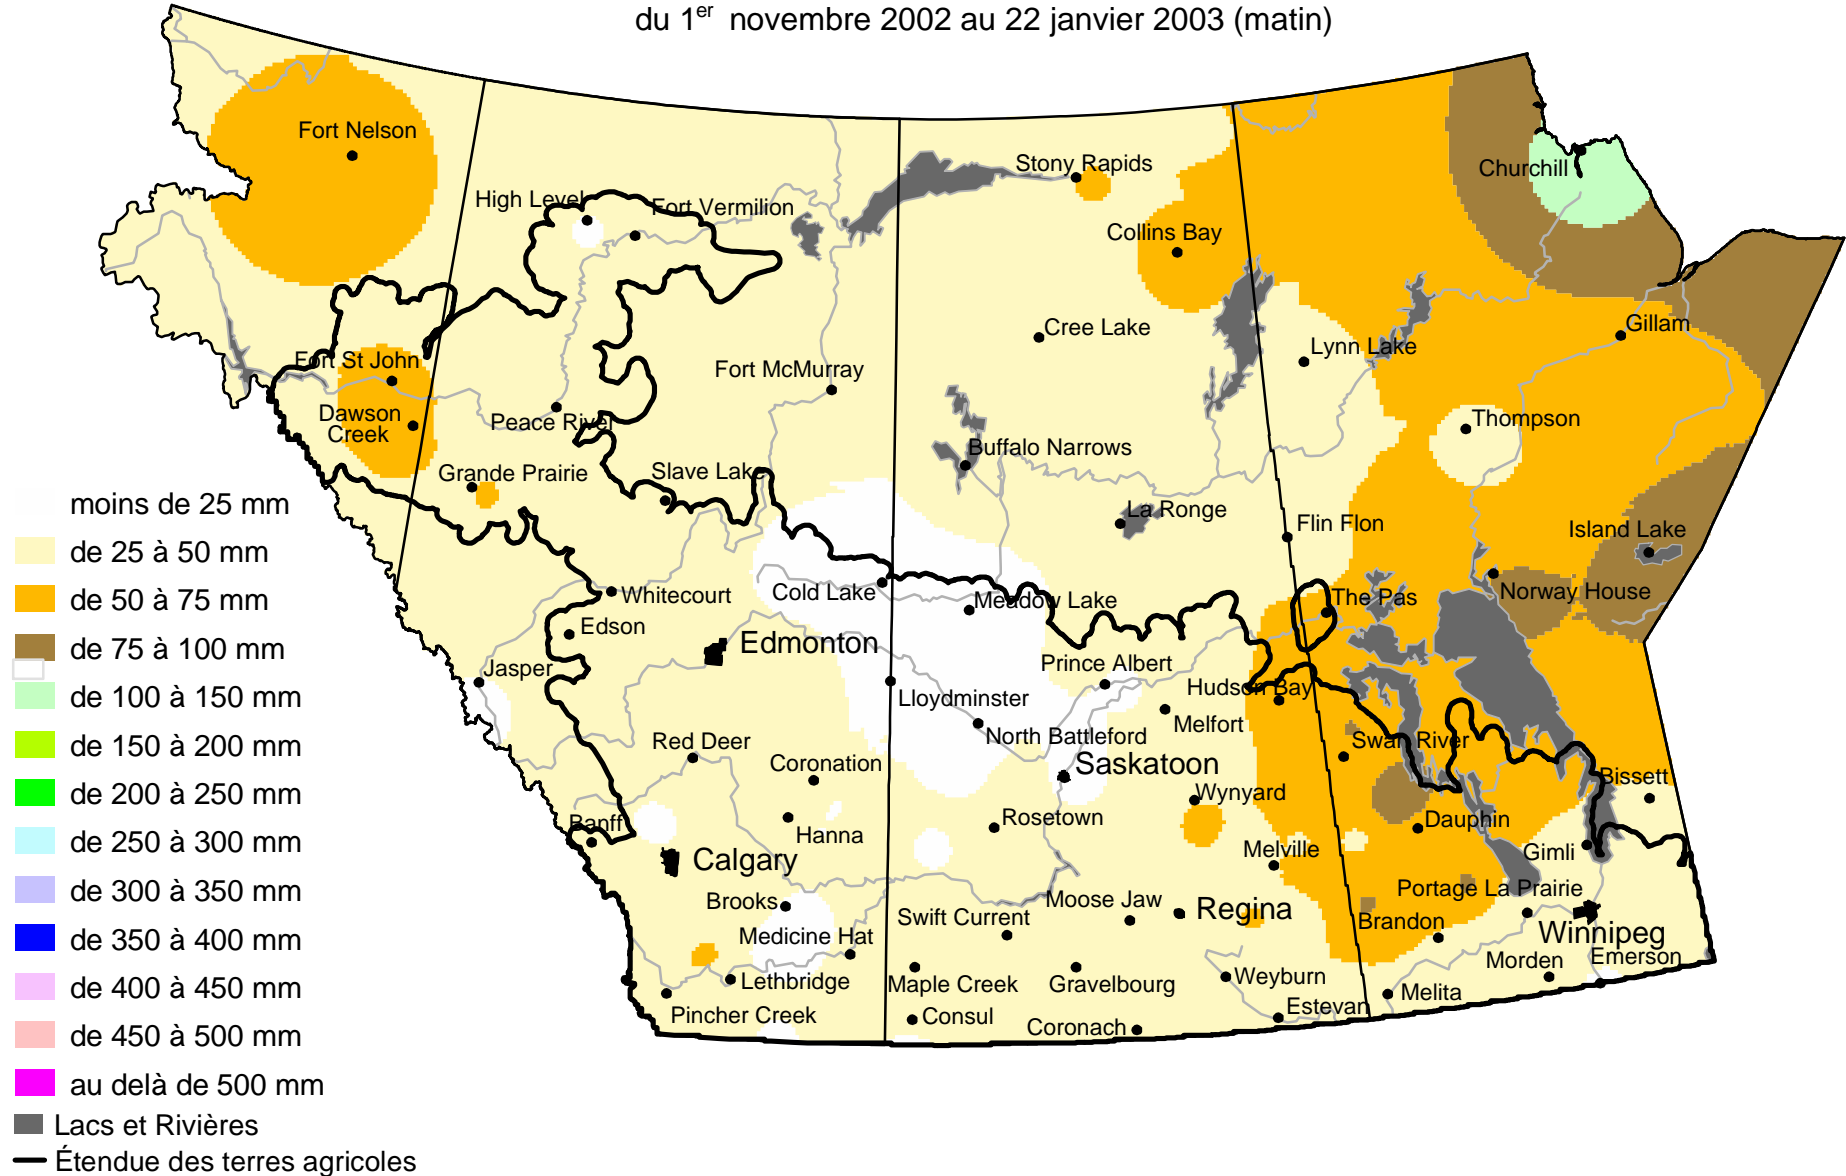 du 1er novembre 2002 au 22 janvier 2003 (matin)
Fort Nelson
Stony Rapids
Churchill
High Level
Fort Vermilion
Collins Bay
Cree Lake
Gillam
Lynn Lake
Fort St John
Fort McMurray
Dawson
Creek
Peace River
Thompson
Buffalo Narrows
Grande Prairie
Slave Lake
La Ronge
Flin Flon
Island Lake
Whitecourt
Cold Lake
Meadow Lake
The Pas
Norway House
Edson
Edmonton
Jasper
Prince Albert
Hudson Bay
Lloydminster
Melfort
North Battleford
Red Deer
Swan River
Coronation
Saskatoon
Bissett
Wynyard
Banff
Hanna
Rosetown
Dauphin
Calgary
Melville
Gimli
Brooks
Portage La Prairie
Moose Jaw
Swift Current
Regina
Brandon
Medicine Hat
Winnipeg
Emerson
Morden
Lethbridge
Maple Creek
Gravelbourg
Weyburn
Melita
Pincher Creek
Consul
Coronach
Estevan
moins de 25 mm
de 25 à 50 mm
de 50 à 75 mm
de 75 à 100 mm
de 100 à 150 mm
de 150 à 200 mm
de 200 à 250 mm
de 250 à 300 mm
de 300 à 350 mm
de 350 à 400 mm
de 400 à 450 mm
de 450 à 500 mm
au delà de 500 mm
Lacs et Rivières
Étendue des terres agricoles